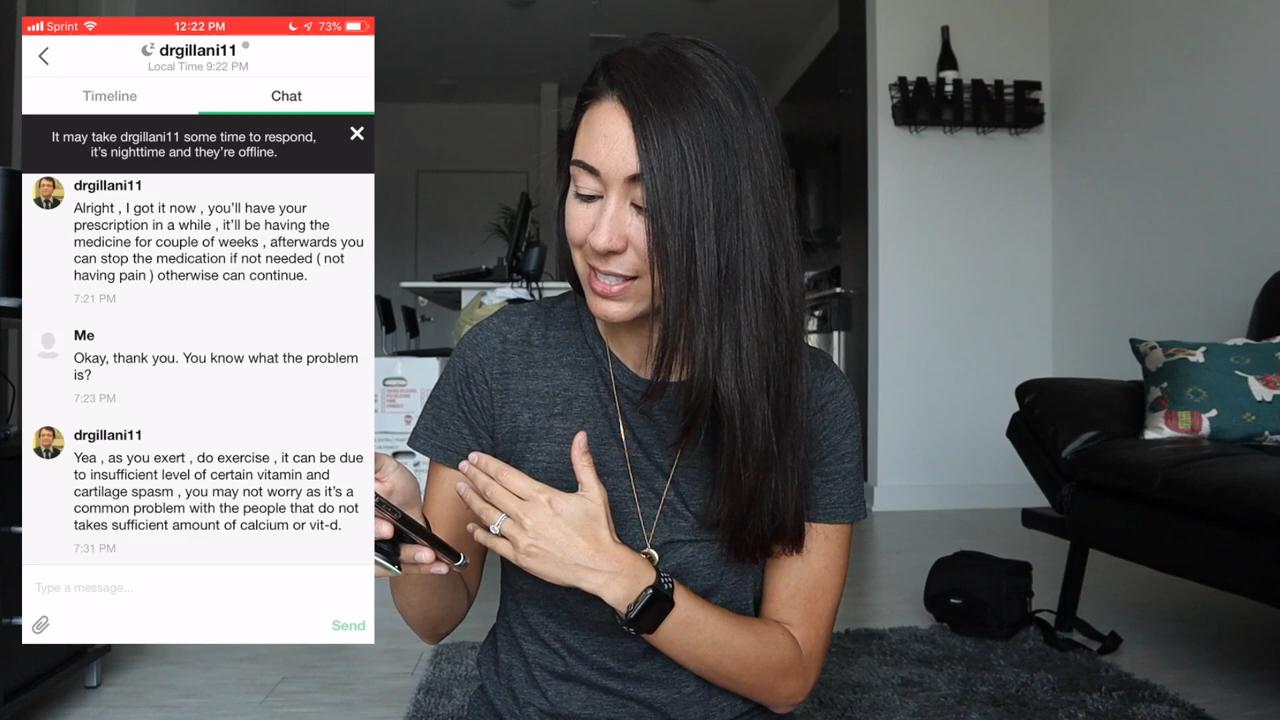 Sprint
12:22 PM
73%
drgillani11
Local Time 9:22 PM
Timeline
Chat
It may take drgillani11 some time to respond,
it's nighttime and they're offline.
drgillani11
Alright , I got it now , you'll have your
prescription in a while , it'll be having the
medicine for couple of weeks , afterwards you
can stop the medication if not needed ( not
having pain ) otherwise can continue.
7:21 PM
Me
Okay, thank you. You know what the problem
is?
7:23 PM
drgillani11
Yea , as you exert , do exercise , it can be due
to insufficient level of certain vitamin and
cartilage spasm , you may not worry as it's a
common problem with the people that do not
takes sufficient amount of calcium or vit-d.
7:31 PM
Type a message...
Send
WINE